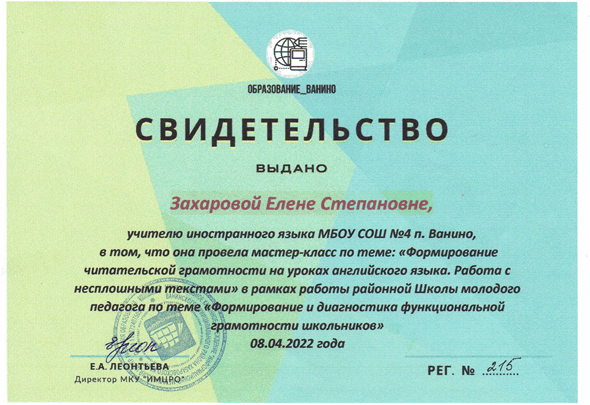 ОБРАЗОВАНИЕ_ВАНИНО
СВИДЕТЕЛЬСТВО
ВЫДАНО
Захаровой Елене Степановне,
учителю иностранного языка МБОУ СОШ №4 п. Ванино,
в том, что она провела мастер-класс по теме: «Формирование
читательской грамотности на уроках английского языка. Работа с
несплошными текстами» в рамках работы районной Школы молодого
педагога по теме «Формирование и диагностика функциональной
грамотности школьников»
08.04.2022 года
Е.А. ЛЕОНТЬЕВА
Директор МКУ "ИМЦРО"
РЕГ. № 215